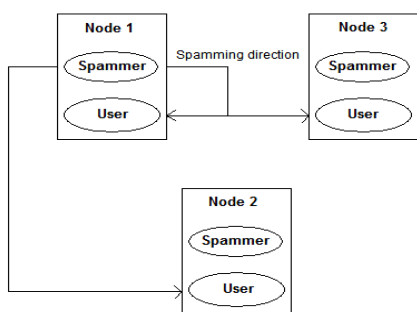 Node 1
Spammer
User
Spamming direction
Node 3
Spammer
User
Node 2
Spammer
User